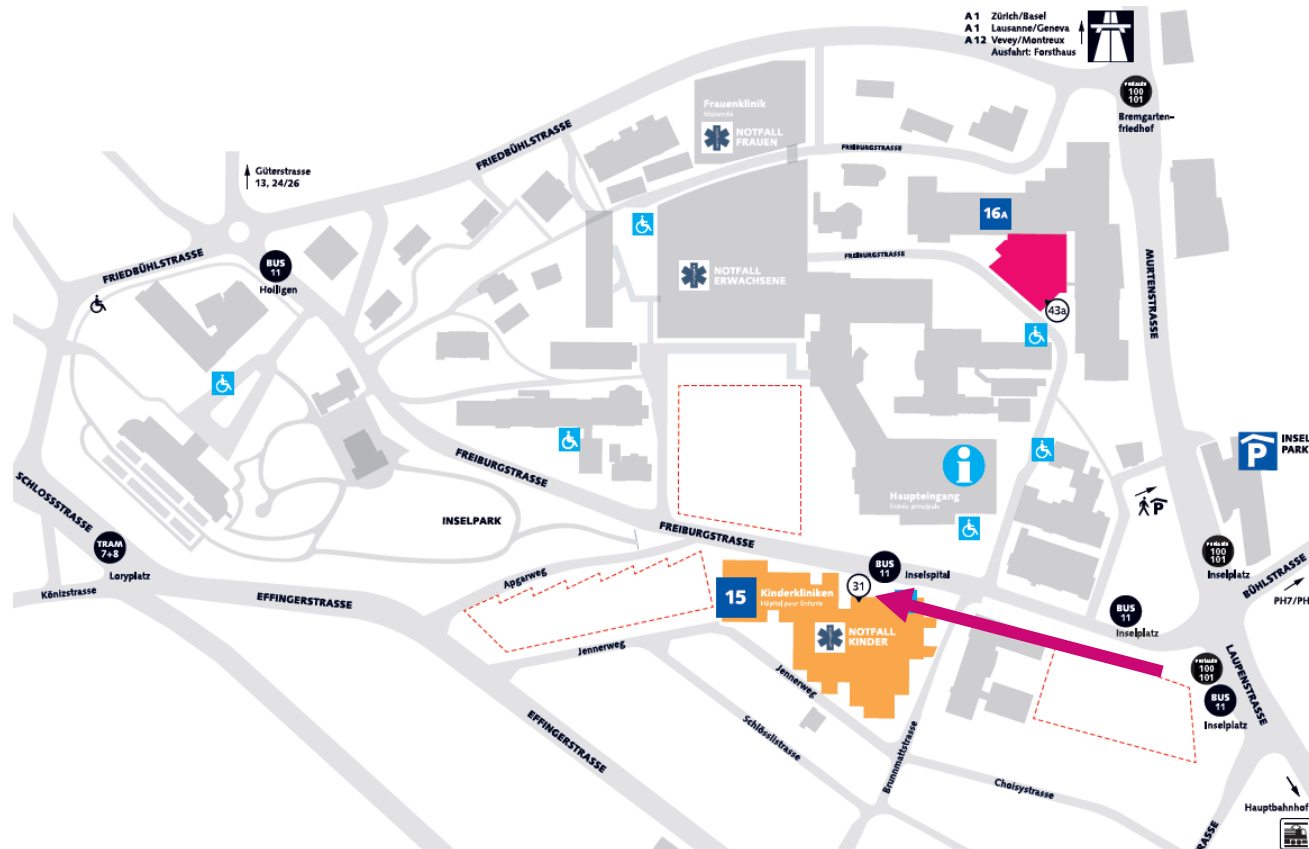 A1 Zürich/Basel
A1 Lausanne/Geneva
A12 Vevey/Montreux
Ausfahrt: Forsthaus
100
101
Bremgarten-
friedhof
Frauenklinik
Maternité
NOTFALL
FRAUEN
FREIBURGSTRASSE
FRIEDBÜHLSTRASSE
Güterstrasse
13, 24/26
16A
FRIEDBÜHLSTRASSE
BUS
11
Holligen
NOTFALL
ERWACHSENE
FREIBURGSTRASSE
MURTENSTRASSE
43a
INSEL
PARK
P
i
Haupteingang
Entrée principale
P
FREIBURGSTRASSE
SCHLOSSSTRASSE
INSELPARK
FREIBURGSTRASSE
TRAM
7+8
Loryplatz
Könizstrasse
EFFINGERSTRASSE
Apgarweg
BUS
11
Inselspital
100
101
Inselplatz
BÜHLSTRASSE
PH7/PH
15
Kinderkliniken
Hôpital pour Enfants
31
NOTFALL
KINDER
BUS
11
Inselplatz
Jennerweg
Jennerweg
100
101
BUS
11
Inselplatz
LAUPENSTRASSE
EFFINGERSTRASSE
Schlösslistrasse
Brunnmattstrasse
Choisystrasse
Hauptbahnhof
RASSE